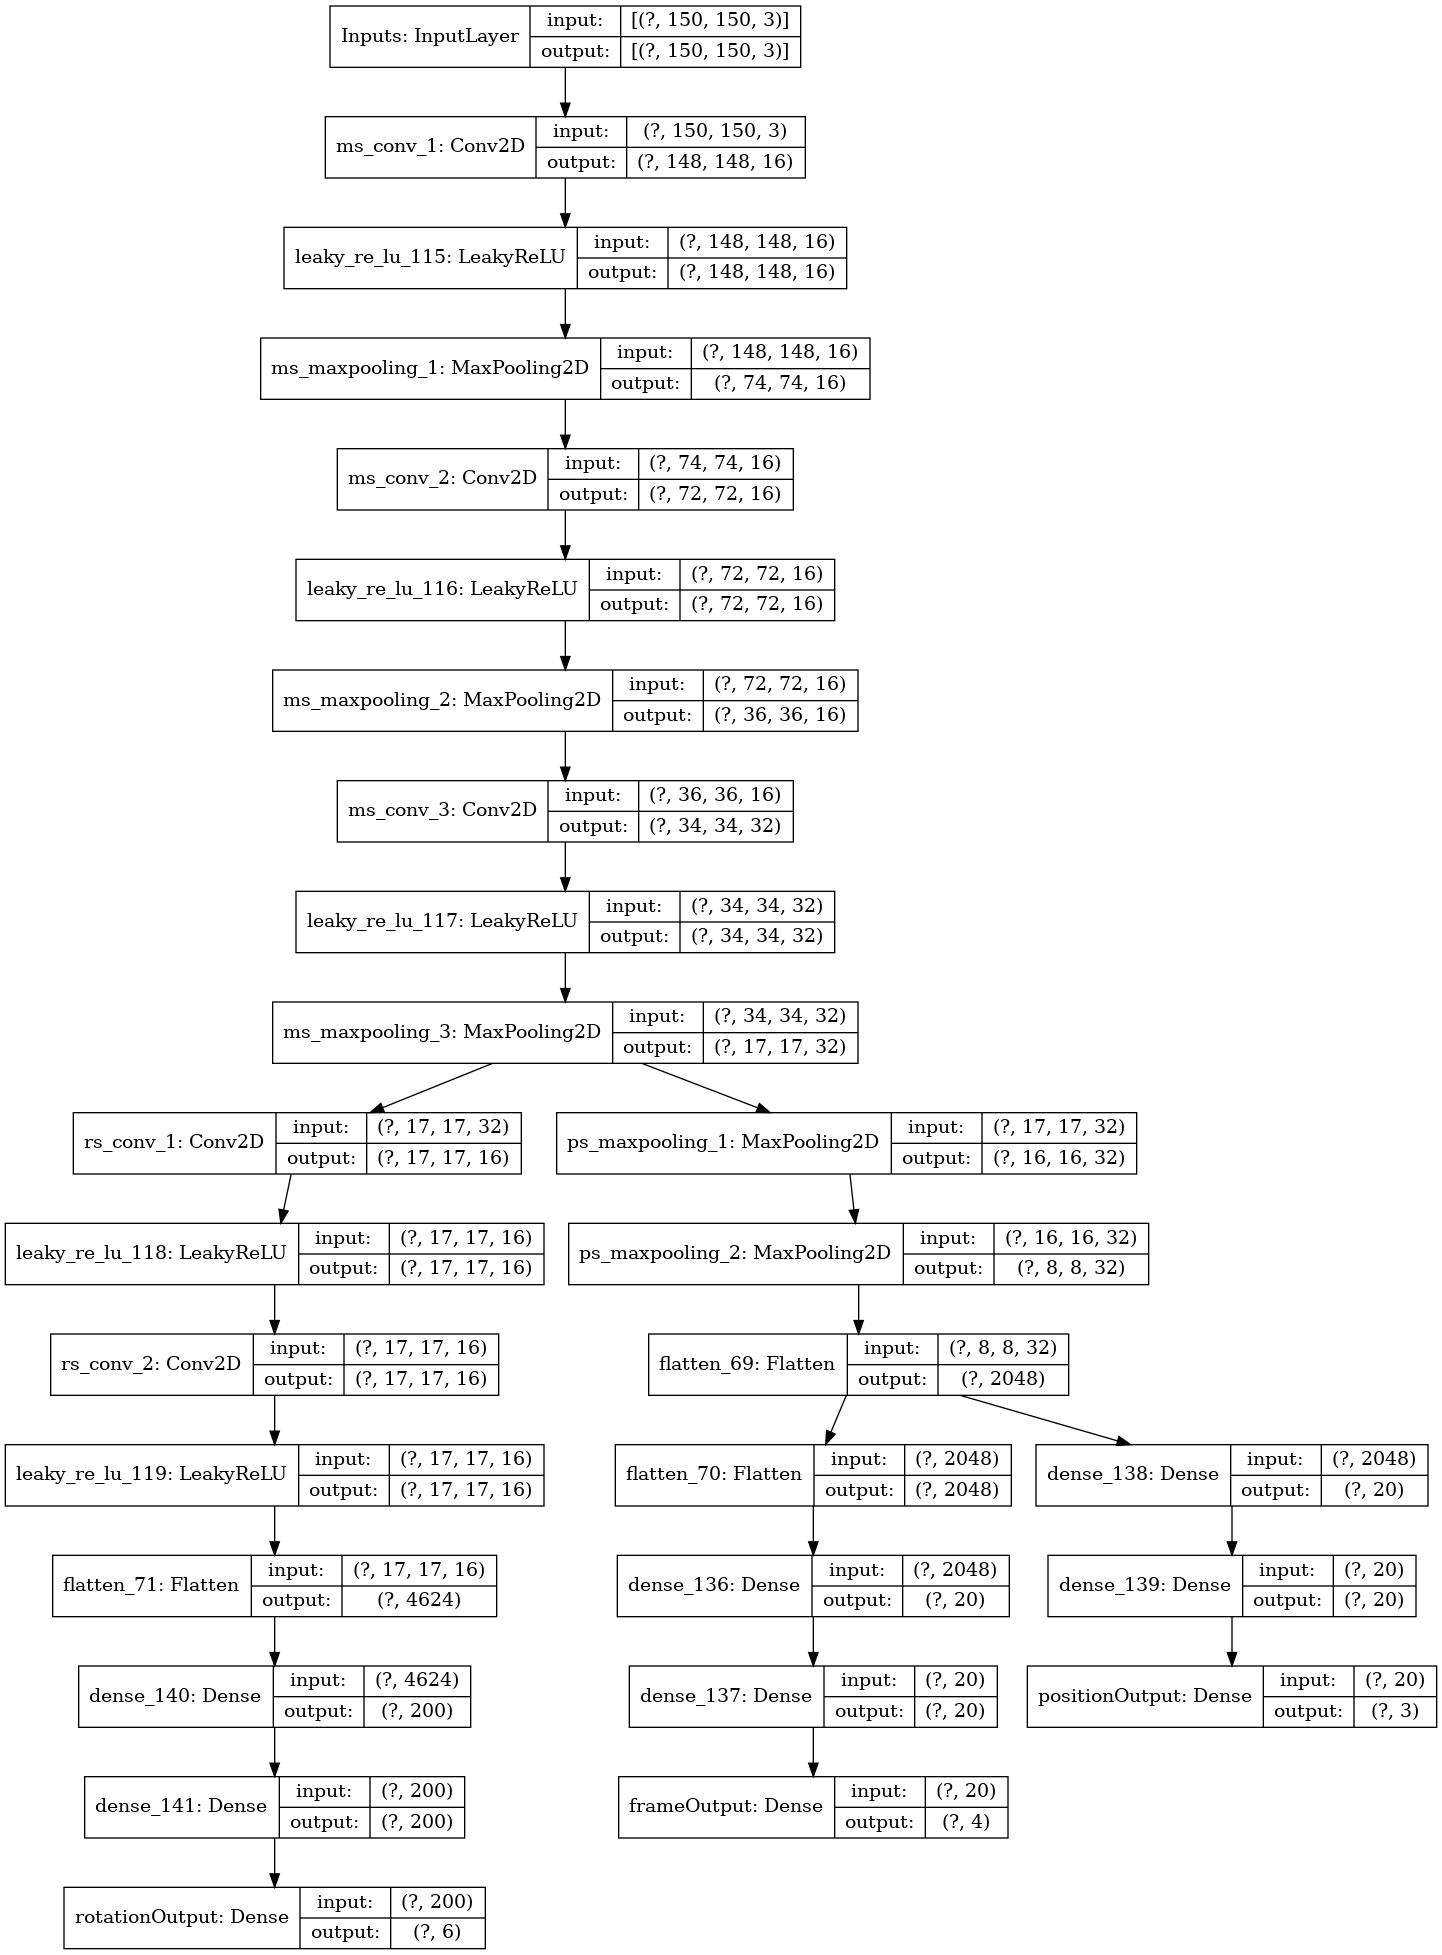 Inputs: InputLayer
input: [(?, 150, 150, 3)]
output: [(?, 150, 150, 3)]
ms_conv_1: Conv2D
input: (?, 150, 150, 3)
output: (?, 148, 148, 16)
leaky_re_lu_115: LeakyReLU
input: (?, 148, 148, 16)
output: (?, 148, 148, 16)
ms_maxpooling_1: MaxPooling2D
input: (?, 148, 148, 16)
output: (?, 74, 74, 16)
ms_conv_2: Conv2D
input: (?, 74, 74, 16)
output: (?, 72, 72, 16)
leaky_re_lu_116: LeakyReLU
input: (?, 72, 72, 16)
output: (?, 72, 72, 16)
ms_maxpooling_2: MaxPooling2D
input: (?, 72, 72, 16)
output: (?, 36, 36, 16)
ms_conv_3: Conv2D
input: (?, 36, 36, 16)
output: (?, 34, 34, 32)
leaky_re_lu_117: LeakyReLU
input: (?, 34, 34, 32)
output: (?, 34, 34, 32)
ms_maxpooling_3: MaxPooling2D
input: (?, 34, 34, 32)
output: (?, 17, 17, 32)
rs_conv_1: Conv2D
input: (?, 17, 17, 32)
output: (?, 17, 17, 16)
ps_maxpooling_1: MaxPooling2D
input: (?, 17, 17, 32)
output: (?, 16, 16, 32)
leaky_re_lu_118: LeakyReLU
input: (?, 17, 17, 16)
output: (?, 17, 17, 16)
ps_maxpooling_2: MaxPooling2D
input: (?, 16, 16, 32)
output: (?, 8, 8, 32)
rs_conv_2: Conv2D
input: (?, 17, 17, 16)
output: (?, 17, 17, 16)
flatten_69: Flatten
input: (?, 8, 8, 32)
output: (?, 2048)
leaky_re_lu_119: LeakyReLU
input: (?, 17, 17, 16)
output: (?, 17, 17, 16)
flatten_70: Flatten
input: (?, 2048)
output: (?, 2048)
dense_138: Dense
input: (?, 2048)
output: (?, 20)
flatten_71: Flatten
input: (?, 17, 17, 16)
output: (?, 4624)
dense_136: Dense
input: (?, 2048)
output: (?, 20)
dense_139: Dense
input: (?, 20)
output: (?, 20)
dense_140: Dense
input: (?, 4624)
output: (?, 200)
dense_137: Dense
input: (?, 20)
output: (?, 20)
positionOutput: Dense
input: (?, 20)
output: (?, 3)
dense_141: Dense
input: (?, 200)
output: (?, 200)
frameOutput: Dense
input: (?, 20)
output: (?, 4)
rotationOutput: Dense
input: (?, 200)
output: (?, 6)